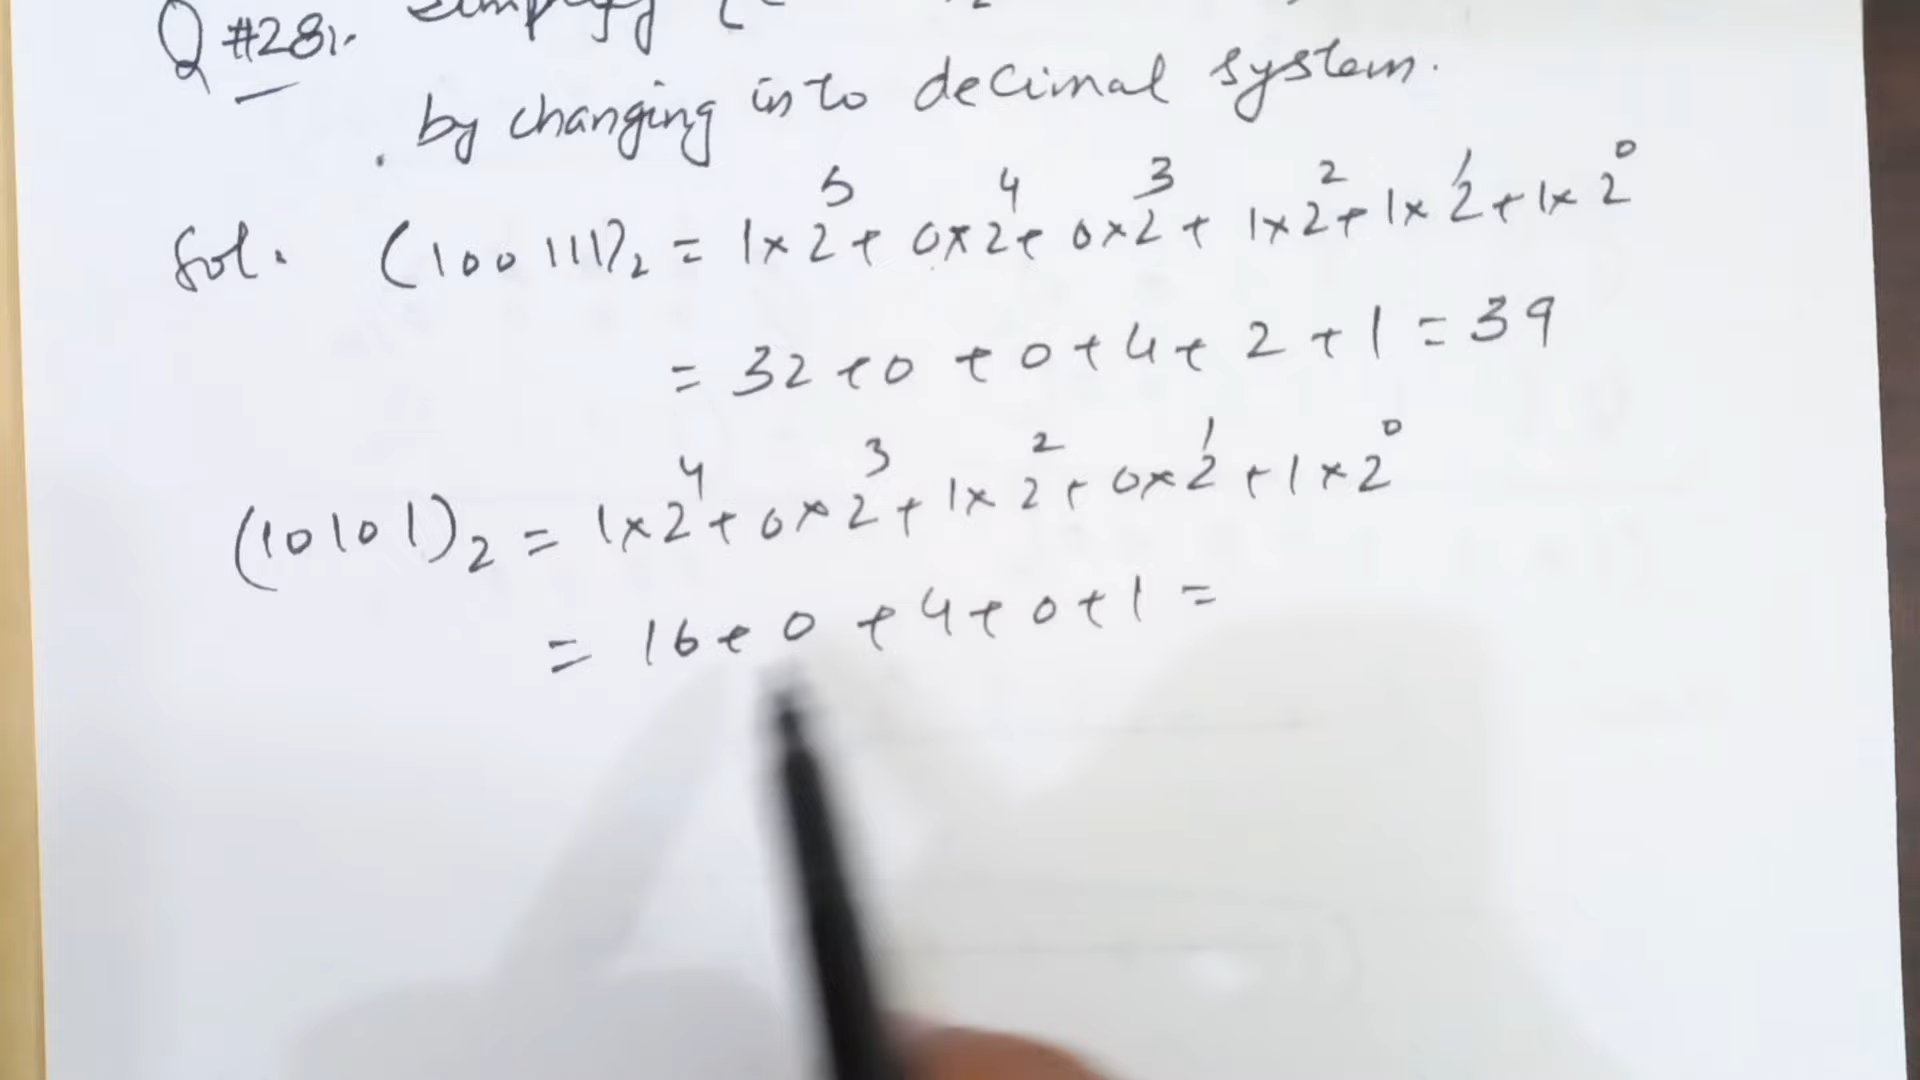 Q #28:- Simplify (
by changing into decimal system.
Sol. (100111)₂ = 1×2⁵ + 0×2⁴ + 0×2³ + 1×2² + 1×2¹ + 1×2⁰
= 32 + 0 + 0 + 4 + 2 + 1 = 39
(10101)₂ = 1×2⁴ + 0×2³ + 1×2² + 0×2¹ + 1×2⁰
= 16 + 0 + 4 + 0 + 1 =